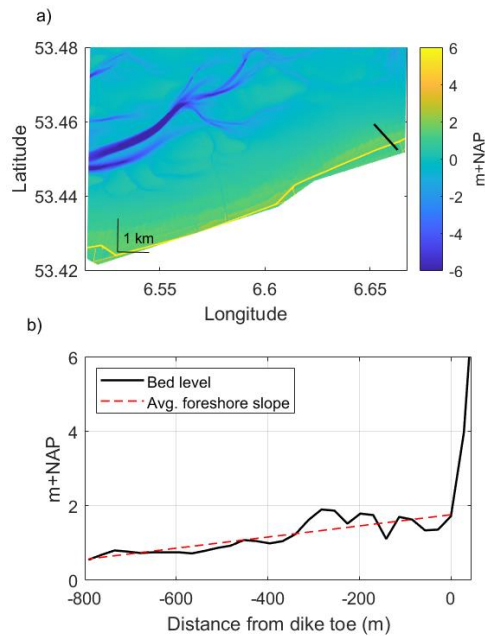 a)
53.48
53.46
53.44
53.42
Latitude
6.55
6.6
6.65
Longitude
1 km
6
4
2
0
-2
-4
-6
m+NAP
b)
6
4
2
0
m+NAP
Bed level
Avg. foreshore slope
-800
-600
-400
-200
0
Distance from dike toe (m)